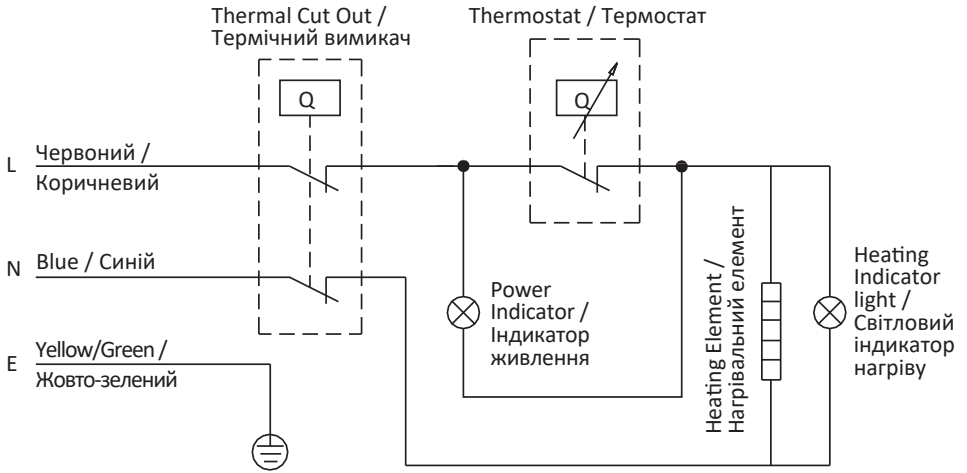 Thermal Cut Out /
Термічний вимикач
Thermostat / Термостат
Q
Q
L
Червоний /
Коричневий
N
Blue / Синій
E
Yellow/Green /
Жовто-зелений
Power
Indicator /
Індикатор
живлення
Heating Element /
Нагрівальний елемент
Heating
Indicator
light /
Світловий
індикатор
нагріву